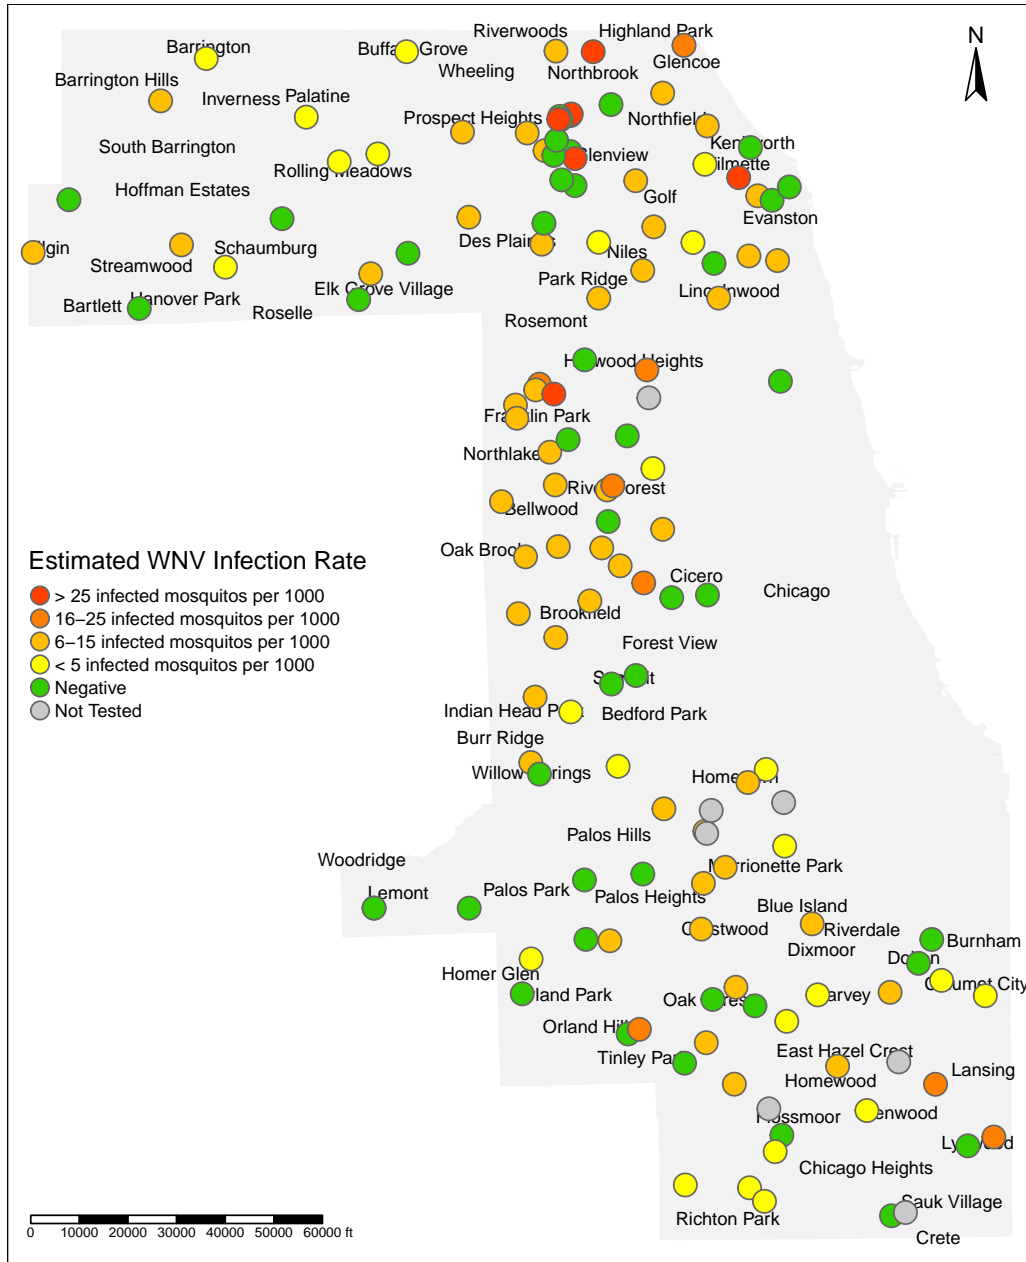 Riverwoods
Highland Park
N
Barrington
Buffalo Grove
Glencoe
Wheeling
Northbrook
Barrington Hills
Inverness
Palatine
Prospect Heights
Northfield
Kenilworth
South Barrington
Glenview
Wilmette
Rolling Meadows
Hoffman Estates
Golf
Evanston
Elgin
Schaumburg
Des Plaines
Niles
Streamwood
Park Ridge
Elk Grove Village
Lincolnwood
Bartlett
Hanover Park
Roselle
Rosemont
Harwood Heights
Franklin Park
Northlake
River Forest
Bellwood
Oak Brook
Estimated WNV Infection Rate
> 25 infected mosquitos per 1000
16−25 infected mosquitos per 1000
6−15 infected mosquitos per 1000
< 5 infected mosquitos per 1000
Negative
Not Tested
Cicero
Chicago
Brookfield
Forest View
Summit
Indian Head Park
Bedford Park
Burr Ridge
Willow Springs
Hometown
Palos Hills
Woodridge
Merrionette Park
Lemont
Palos Park
Palos Heights
Blue Island
Crestwood
Riverdale
Dixmoor
Burnham
Dolton
Homer Glen
Calumet City
Orland Park
Oak Forest
Harvey
Orland Hills
Tinley Park
East Hazel Crest
Homewood
Lansing
Flossmoor
Glenwood
Lynwood
Chicago Heights
Richton Park
Sauk Village
Crete
0 10000 20000 30000 40000 50000 60000 ft